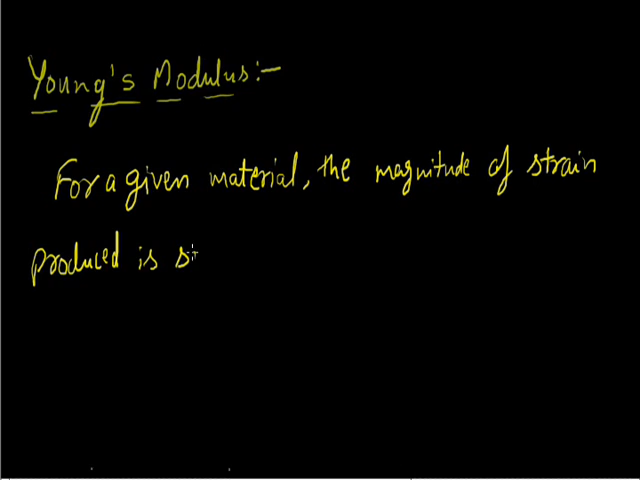 Young's Modulus:-
For a given material, the magnitude of strain
produced is s